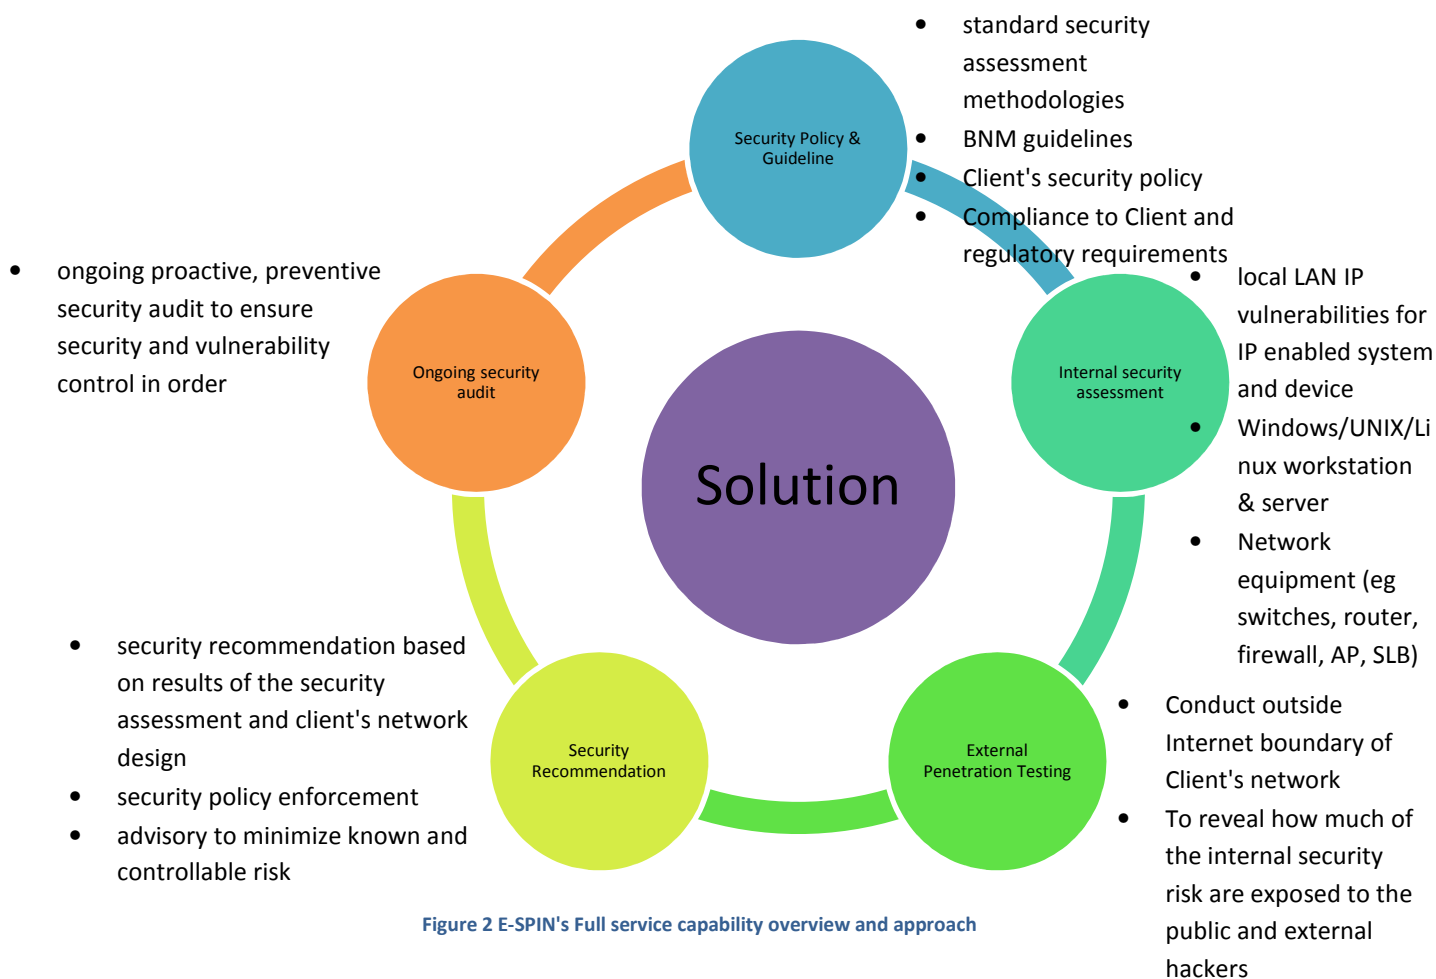 • standard security
assessment
methodologies
• BNM guidelines
• Client's security policy
• Compliance to Client and
regulatory requirements
Security Policy &
Guideline
• local LAN IP
vulnerabilities for
IP enabled system
and device
• Windows/UNIX/Li
nux workstation
& server
• Network
equipment (eg
switches, router,
firewall, AP, SLB)
Internal security
assessment
• Conduct outside
Internet boundary of
Client's network
• To reveal how much of
the internal security
risk are exposed to the
public and external
hackers
External
Penetration Testing
• security recommendation based
on results of the security
assessment and client's network
design
• security policy enforcement
• advisory to minimize known and
controllable risk
Security
Recommendation
• ongoing proactive, preventive
security audit to ensure
security and vulnerability
control in order
Ongoing security
audit
Solution
Figure 2 E-SPIN's Full service capability overview and approach